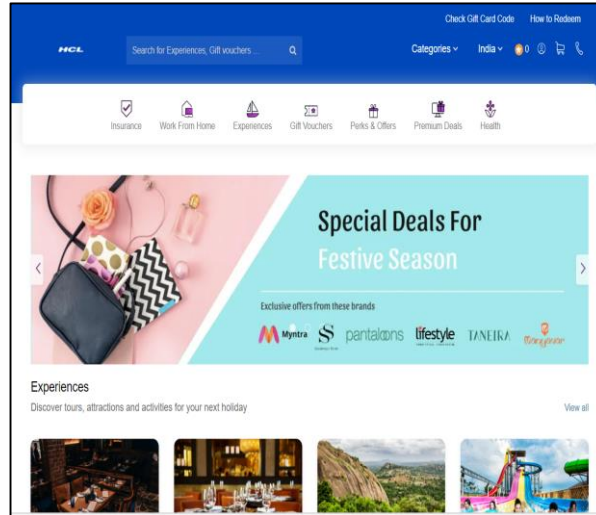 Check Gift Card Code How to Redeem
HCL Search for Experiences, Gift vouchers ... Categories India 0
Insurance Work From Home Experiences Gift Vouchers Perks & Offers Premium Deals Health
Special Deals For
Festive Season
Exclusive offers from these brands
Myntra SS pantaloons lifestyle TANEIRA Manyavar
Experiences
Discover tours, attractions and activities for your next holiday View all